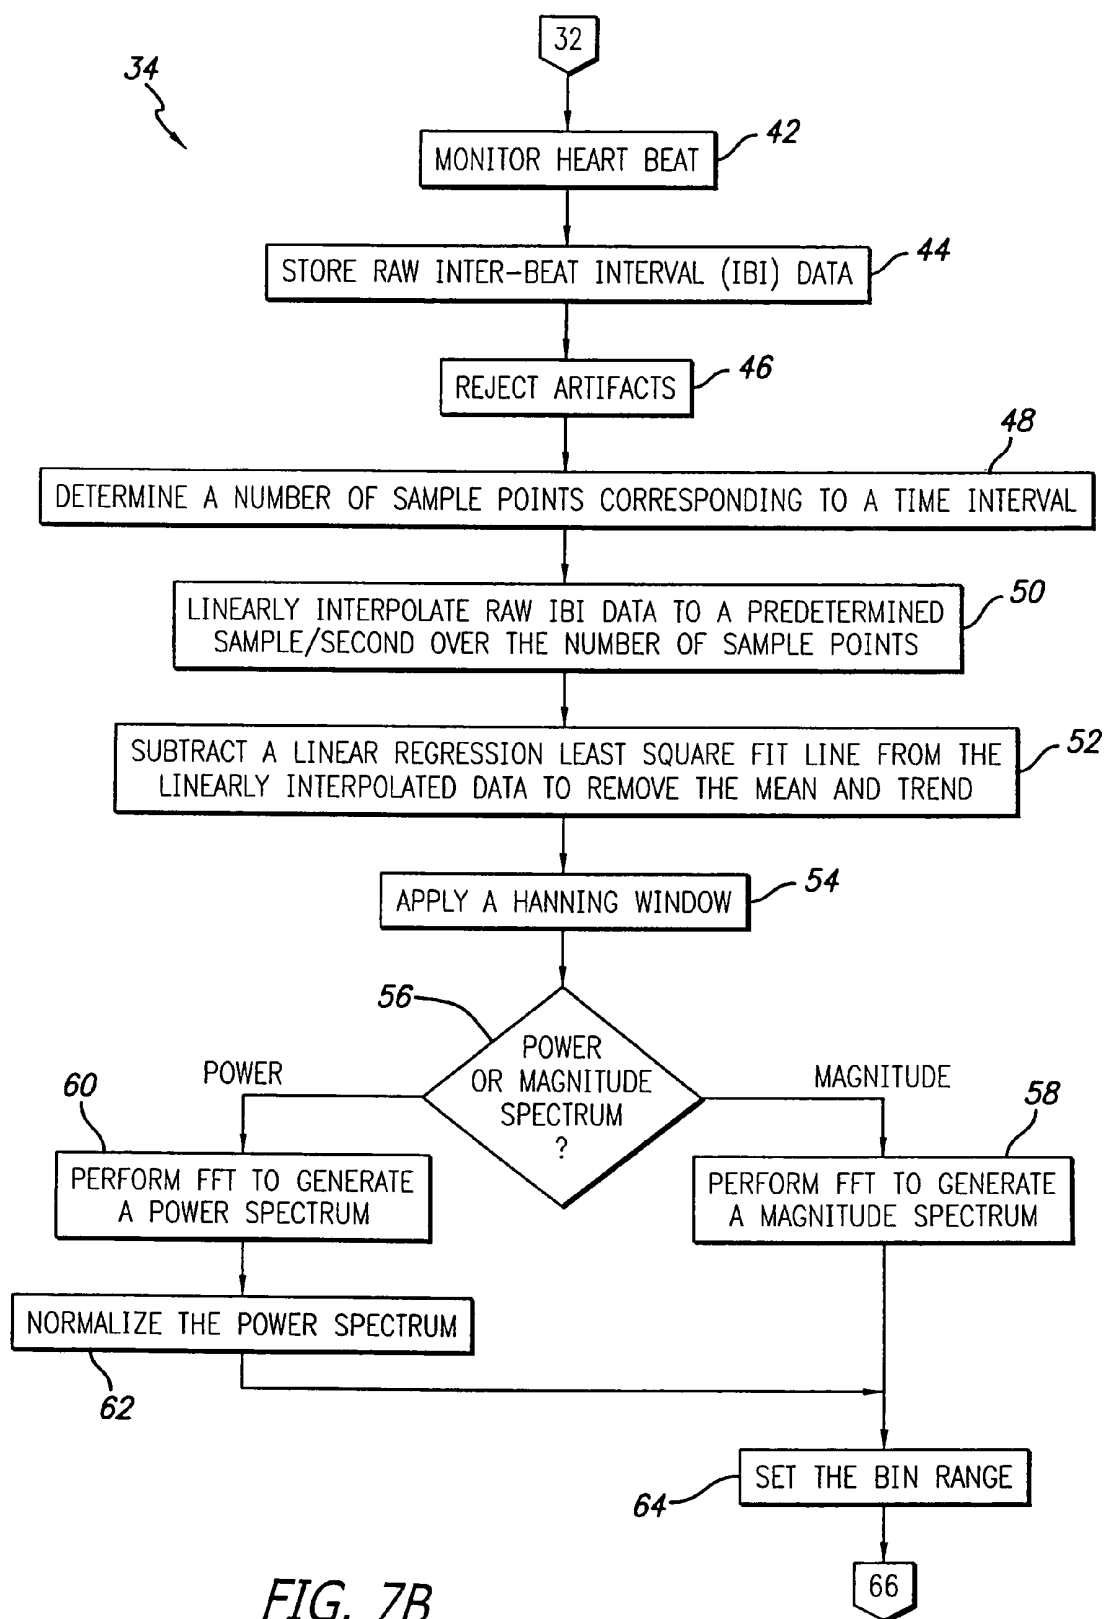 32
34
MONITOR HEART BEAT
42
STORE RAW INTER-BEAT INTERVAL (IBI) DATA
44
REJECT ARTIFACTS
46
48
DETERMINE A NUMBER OF SAMPLE POINTS CORRESPONDING TO A TIME INTERVAL
LINEARLY INTERPOLATE RAW IBI DATA TO A PREDETERMINED
SAMPLE/SECOND OVER THE NUMBER OF SAMPLE POINTS
50
SUBTRACT A LINEAR REGRESSION LEAST SQUARE FIT LINE FROM THE
LINEARLY INTERPOLATED DATA TO REMOVE THE MEAN AND TREND
52
APPLY A HANNING WINDOW
54
56
POWER
OR MAGNITUDE
SPECTRUM
?
POWER
MAGNITUDE
60
PERFORM FFT TO GENERATE
A POWER SPECTRUM
58
PERFORM FFT TO GENERATE
A MAGNITUDE SPECTRUM
NORMALIZE THE POWER SPECTRUM
62
SET THE BIN RANGE
64
66
FIG. 7B